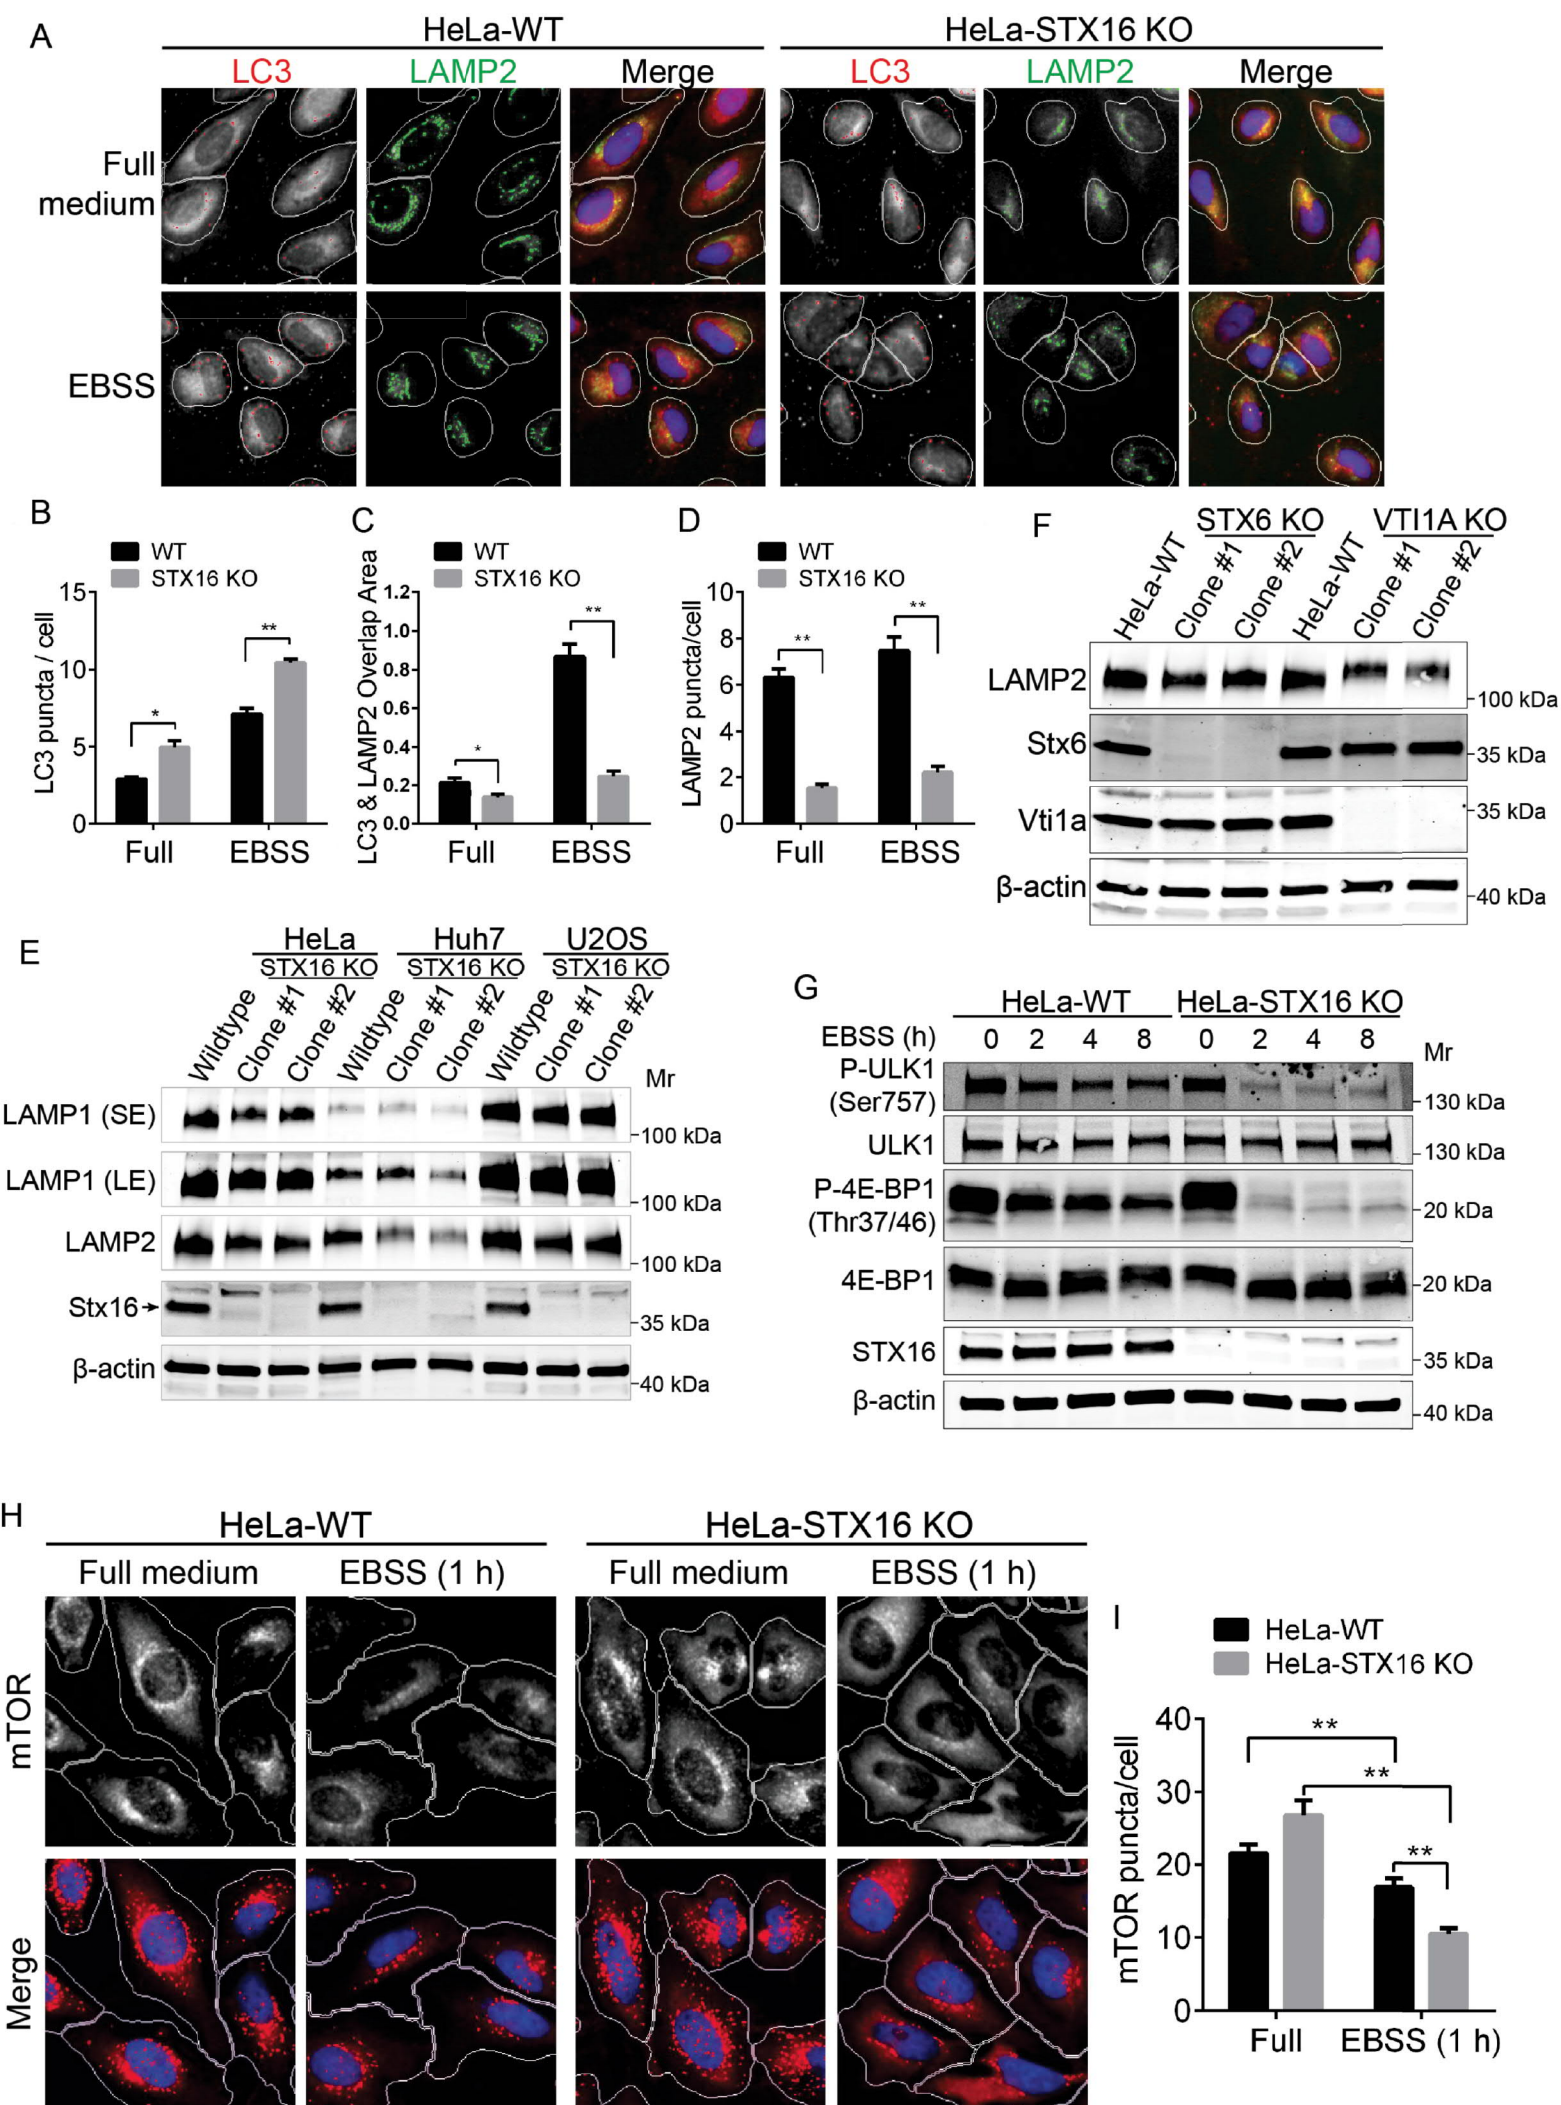 A
HeLa-WT
HeLa-STX16 KO
LC3 LAMP2 Merge LC3 LAMP2 Merge
Full medium
EBSS
B
WT
STX16 KO
LC3 puncta / cell
15
10
5
0
*
**
Full EBSS
C
WT
STX16 KO
LC3 & LAMP2 Overlap Area
1.2
1.0
0.8
0.6
0.4
0.2
0.0
*
**
Full EBSS
D
WT
STX16 KO
LAMP2 puncta/cell
10
8
6
4
2
0
**
**
Full EBSS
F
STX6 KO VTI1A KO
HeLa-WT Clone #1 Clone #2 HeLa-WT Clone #1 Clone #2
LAMP2 100 kDa
Stx6 35 kDa
Vti1a 35 kDa
β-actin 40 kDa
E
HeLa Huh7 U2OS
STX16 KO STX16 KO STX16 KO
Wildtype Clone #1 Clone #2 Wildtype Clone #1 Clone #2 Wildtype Clone #1 Clone #2
Mr
LAMP1 (SE) 100 kDa
LAMP1 (LE) 100 kDa
LAMP2 100 kDa
Stx16 35 kDa
β-actin 40 kDa
G
HeLa-WT HeLa-STX16 KO
EBSS (h) 0 2 4 8 0 2 4 8 Mr
P-ULK1
(Ser757) 130 kDa
ULK1 130 kDa
P-4E-BP1
(Thr37/46) 20 kDa
4E-BP1 20 kDa
STX16 35 kDa
β-actin 40 kDa
H
HeLa-WT HeLa-STX16 KO
Full medium EBSS (1 h) Full medium EBSS (1 h)
mTOR
Merge
I
HeLa-WT
HeLa-STX16 KO
mTOR puncta/cell
40
30
20
10
0
**
**
**
Full EBSS (1 h)